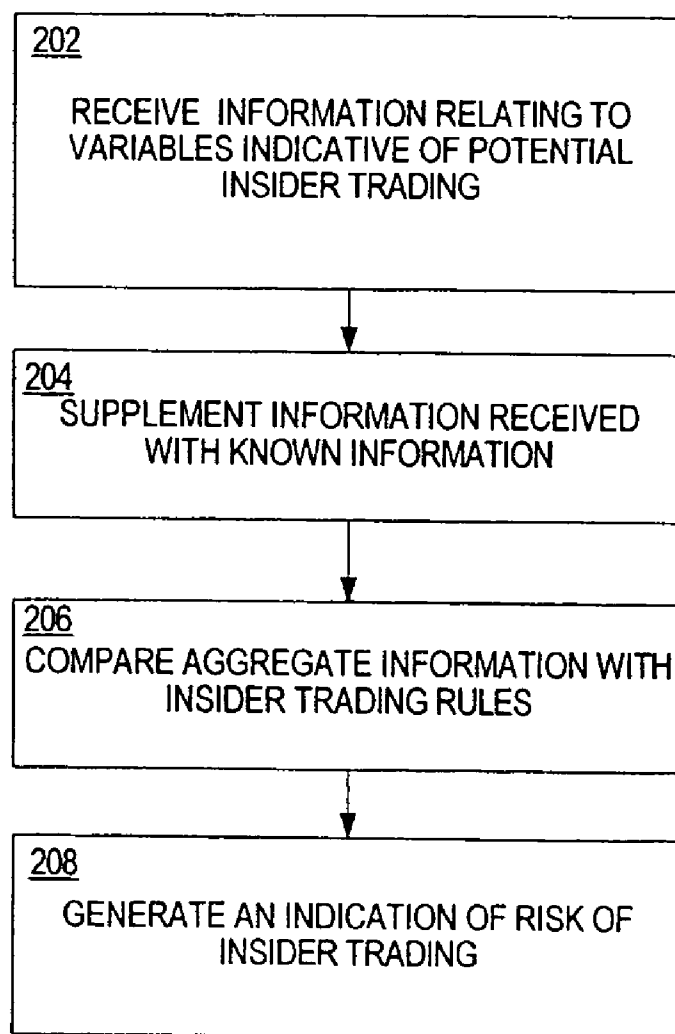 202
RECEIVE INFORMATION RELATING TO
VARIABLES INDICATIVE OF POTENTIAL
INSIDER TRADING
204
SUPPLEMENT INFORMATION RECEIVED
WITH KNOWN INFORMATION
206
COMPARE AGGREGATE INFORMATION WITH
INSIDER TRADING RULES
208
GENERATE AN INDICATION OF RISK OF
INSIDER TRADING